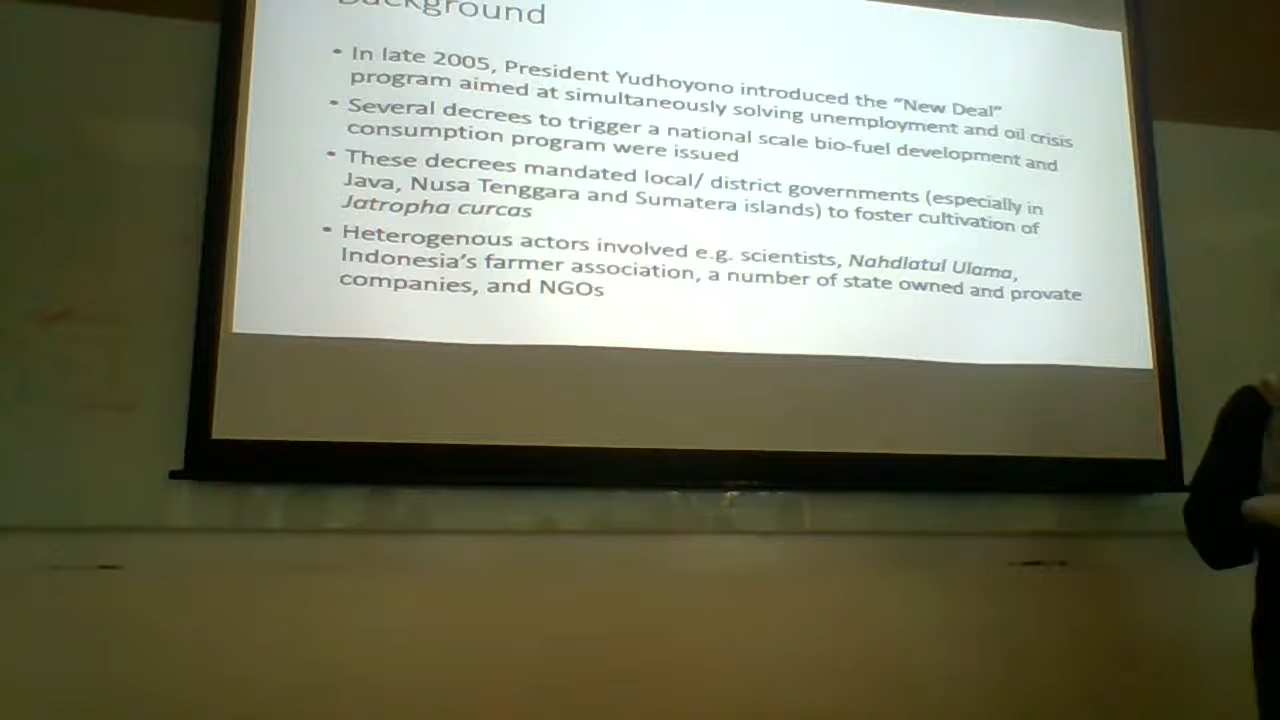 Background
• In late 2005, President Yudhoyono introduced the “New Deal”
program aimed at simultaneously solving unemployment and oil crisis
• Several decrees to trigger a national scale bio-fuel development and
consumption program were issued
• These decrees mandated local/ district governments (especially in
Java, Nusa Tenggara and Sumatera islands) to foster cultivation of
Jatropha curcas
• Heterogenous actors involved e.g. scientists, Nahdlatul Ulama,
Indonesia’s farmer association, a number of state owned and provate
companies, and NGOs